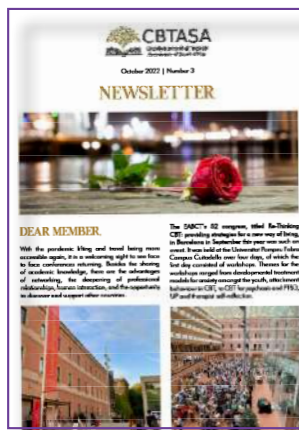 CBTASA
October 2022 | Number 3
NEWSLETTER
DEAR MEMBER,
With the pandemic lifting and travel being more
accessible again, it is a welcoming sight to see face
to face conferences returning. Besides the sharing
of academic knowledge, there are the advantages
of networking, the deepening of professional
relationships, human interaction, and the opportunity
to discover and support other countries.
The EABCT's 52 congress, titled Re-Thinking
CBT: providing strategies for a new way of living,
in Barcelona in September this year was such an
event. It was held at the Universitat Pompeu Fabra
Campus Ciutadella over four days, of which the
first day consisted of workshops. Themes for the
workshops ranged from developmental treatment
models for anxiety amongst the youth, attachment
behaviour in CBT, to CBT for psychosis and PTSD,
UP and therapist self-reflection.